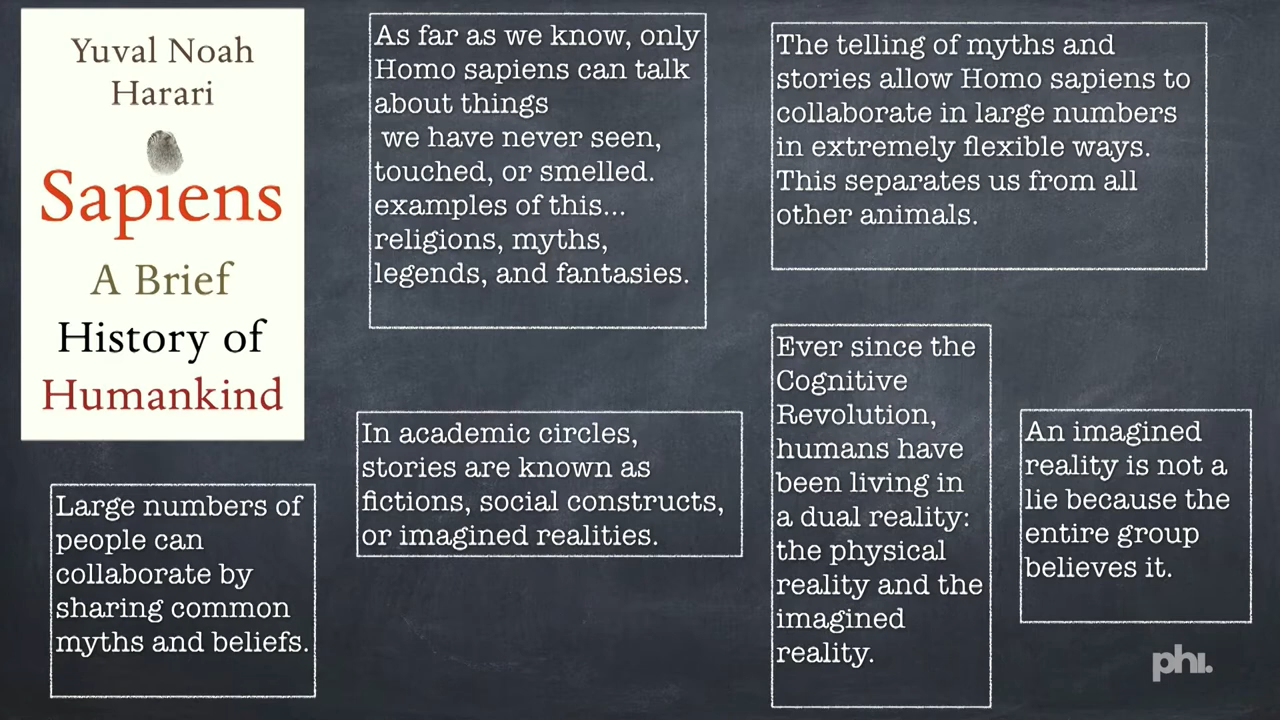 Yuval Noah
Harari
Sapiens
A Brief
History of
Humankind
Large numbers of
people can
collaborate by
sharing common
myths and beliefs.
As far as we know, only
Homo sapiens can talk
about things
we have never seen,
touched, or smelled.
examples of this...
religions, myths,
legends, and fantasies.
In academic circles,
stories are known as
fictions, social constructs,
or imagined realities.
The telling of myths and
stories allow Homo sapiens to
collaborate in large numbers
in extremely flexible ways.
This separates us from all
other animals.
Ever since the
Cognitive
Revolution,
humans have
been living in
a dual reality:
the physical
reality and the
imagined
reality.
An imagined
reality is not a
lie because the
entire group
believes it.
phi.